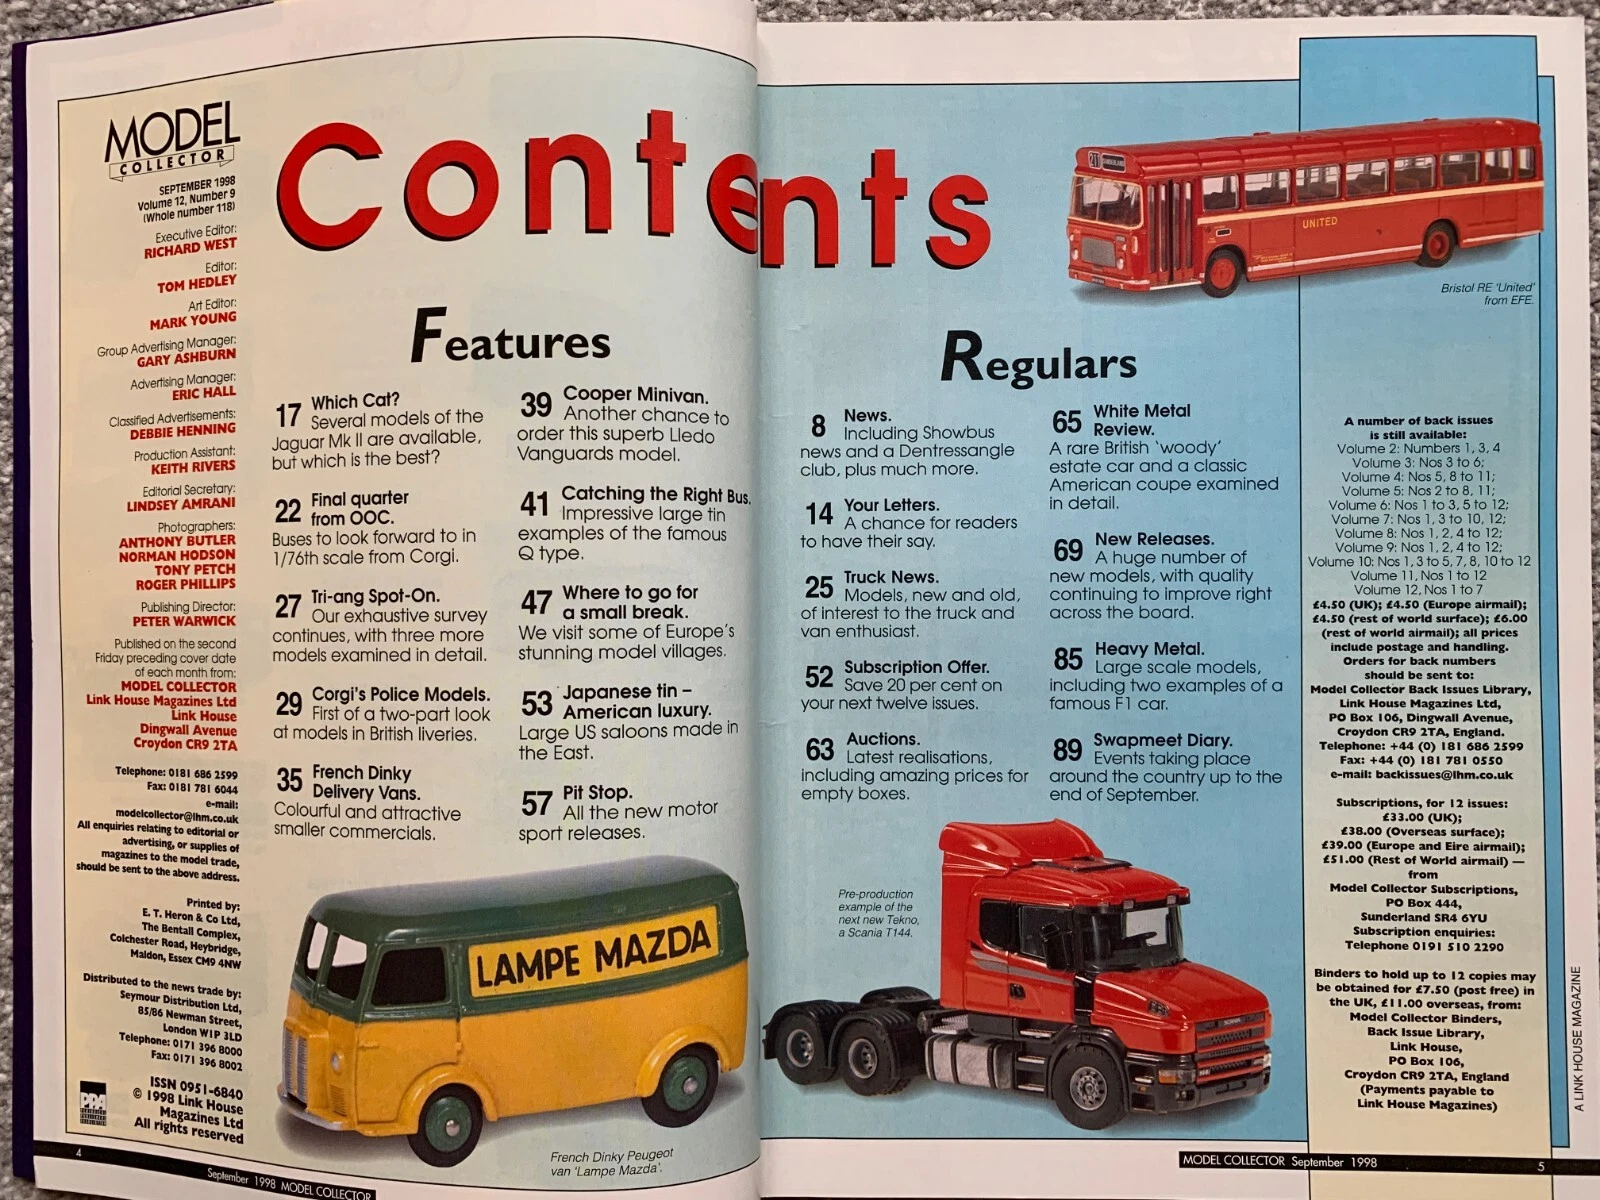 MODEL
COLLECTOR
SEPTEMBER 1998
Volume 12, Number 9
(Whole number 118)
Executive Editor:
RICHARD WEST
Editor:
TOM HEDLEY
Art Editor:
MARK YOUNG
Group Advertising Manager:
GARY ASHBURN
Advertising Manager:
ERIC HALL
Classified Advertisements:
DEBBIE HENNING
Production Assistant:
KEITH RIVERS
Editorial Secretary:
LINDSEY AMRANI
Photographers:
ANTHONY BUTLER
NORMAN HODSON
TONY PETCH
ROGER PHILLIPS
Publishing Director:
PETER WARWICK
Published on the second
Friday preceding cover date
of each month from:
MODEL COLLECTOR
Link House Magazines Ltd
Link House
Dingwall Avenue
Croydon CR9 2TA
Telephone: 0181 686 2599
Fax: 0181 781 6044
e-mail:
modelcollector@lhm.co.uk
All enquiries relating to editorial or
advertising, or supplies of
magazines to the model trade,
should be sent to the above address.
Printed by:
E. T. Heron & Co Ltd,
The Bentall Complex,
Colchester Road, Heybridge,
Maldon, Essex CM9 4NW
Distributed to the news trade by:
Seymour Distribution Ltd,
85/86 Newman Street,
London W1P 3LD
Telephone: 0171 396 8000
Fax: 0171 396 8002
ISSN 0951-6840
© 1998 Link House
Magazines Ltd
All rights reserved
PPA
4
September 1998 MODEL COLLECTOR
Contents
Features
17 Which Cat?
Several models of the
Jaguar Mk II are available,
but which is the best?
22 Final quarter
from OOC.
Buses to look forward to in
1/76th scale from Corgi.
27 Tri-ang Spot-On.
Our exhaustive survey
continues, with three more
models examined in detail.
29 Corgi's Police Models.
First of a two-part look
at models in British liveries.
35 French Dinky
Delivery Vans.
Colourful and attractive
smaller commercials.
39 Cooper Minivan.
Another chance to
order this superb Lledo
Vanguards model.
41 Catching the Right Bus.
Impressive large tin
examples of the famous
Q type.
47 Where to go for
a small break.
We visit some of Europe's
stunning model villages.
53 Japanese tin –
American luxury.
Large US saloons made in
the East.
57 Pit Stop.
All the new motor
sport releases.
LAMPE MAZDA
French Dinky Peugeot
van 'Lampe Mazda'.
211
UNITED
Bristol RE 'United'
from EFE.
Regulars
8 News.
Including Showbus
news and a Dentressangle
club, plus much more.
14 Your Letters.
A chance for readers
to have their say.
25 Truck News.
Models, new and old,
of interest to the truck and
van enthusiast.
52 Subscription Offer.
Save 20 per cent on
your next twelve issues.
63 Auctions.
Latest realisations,
including amazing prices for
empty boxes.
65 White Metal
Review.
A rare British 'woody'
estate car and a classic
American coupe examined
in detail.
69 New Releases.
A huge number of
new models, with quality
continuing to improve right
across the board.
85 Heavy Metal.
Large scale models,
including two examples of a
famous F1 car.
89 Swapmeet Diary.
Events taking place
around the country up to the
end of September.
Pre-production
example of the
next new Tekno,
a Scania T144.
SCANIA
A number of back issues
is still available:
Volume 2: Numbers 1, 3, 4
Volume 3: Nos 3 to 6;
Volume 4: Nos 5, 8 to 11;
Volume 5: Nos 2 to 8, 11;
Volume 6: Nos 1 to 3, 5 to 12;
Volume 7: Nos 1, 3 to 10, 12;
Volume 8: Nos 1, 2, 4 to 12;
Volume 9: Nos 1, 2, 4 to 12;
Volume 10: Nos 1, 3 to 5, 7, 8, 10 to 12
Volume 11, Nos 1 to 12
Volume 12, Nos 1 to 7
£4.50 (UK); £4.50 (Europe airmail);
£4.50 (rest of world surface); £6.00
(rest of world airmail); all prices
include postage and handling.
Orders for back numbers
should be sent to:
Model Collector Back Issues Library,
Link House Magazines Ltd,
PO Box 106, Dingwall Avenue,
Croydon CR9 2TA, England.
Telephone: +44 (0) 181 686 2599
Fax: +44 (0) 181 781 0550
e-mail: backissues@lhm.co.uk
Subscriptions, for 12 issues:
£33.00 (UK);
£38.00 (Overseas surface);
£39.00 (Europe and Eire airmail);
£51.00 (Rest of World airmail) —
from
Model Collector Subscriptions,
PO Box 444,
Sunderland SR4 6YU
Subscription enquiries:
Telephone 0191 510 2290
Binders to hold up to 12 copies may
be obtained for £7.50 (post free) in
the UK, £11.00 overseas, from:
Model Collector Binders,
Back Issue Library,
Link House,
PO Box 106,
Croydon CR9 2TA, England
(Payments payable to
Link House Magazines)
A LINK HOUSE MAGAZINE
MODEL COLLECTOR September 1998
5